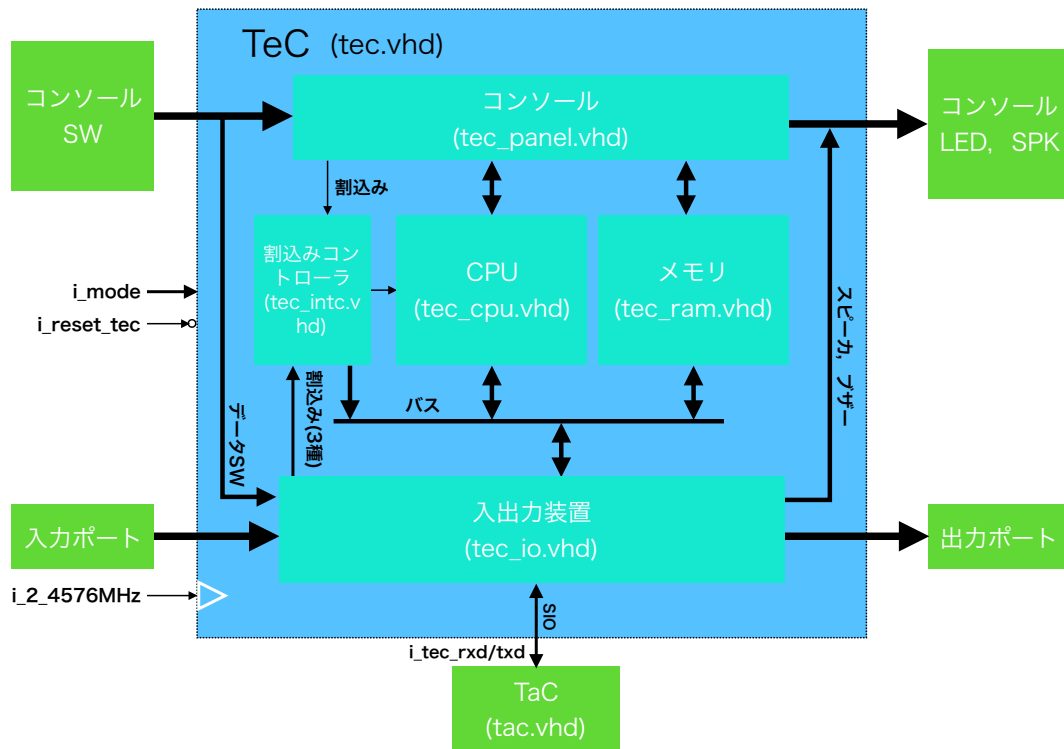 TeC (tec.vhd)
コンソール
SW
コンソール
(tec_panel.vhd)
コンソール
LED, SPK
割込み
割込みコン
トローラ
(tec_intc.v
hd)
CPU
(tec_cpu.vhd)
メモリ
(tec_ram.vhd)
i_mode
i_reset_tec
スピーカ, ブザー
データSW
割込み(3種)
バス
入力ポート
入出力装置
(tec_io.vhd)
出力ポート
i_2_4576MHz
SIO
i_tec_rxd/txd
TaC
(tac.vhd)